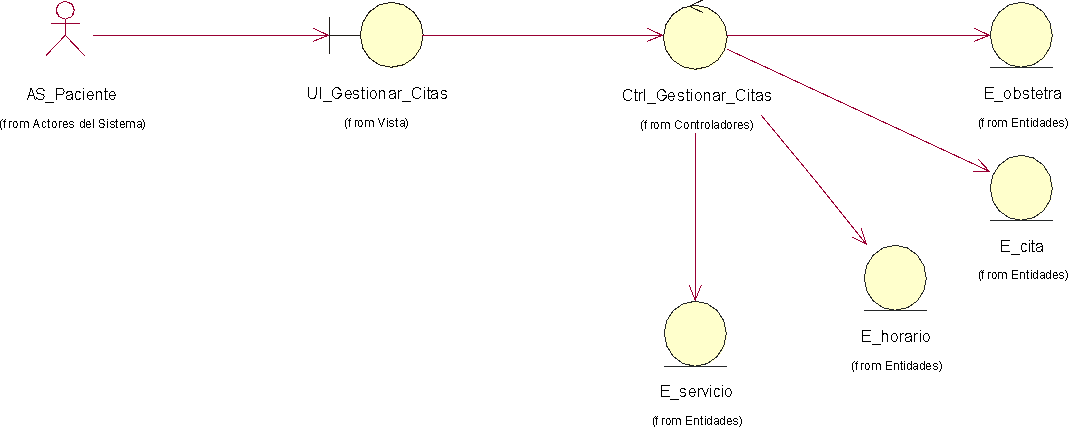 AS_Paciente
(from Actores del Sistema)
UI_Gestionar_Citas
(from Vista)
Ctrl_Gestionar_Citas
(from Controladores)
E_obstetra
(from Entidades)
E_cita
(from Entidades)
E_horario
(from Entidades)
E_servicio
(from Entidades)